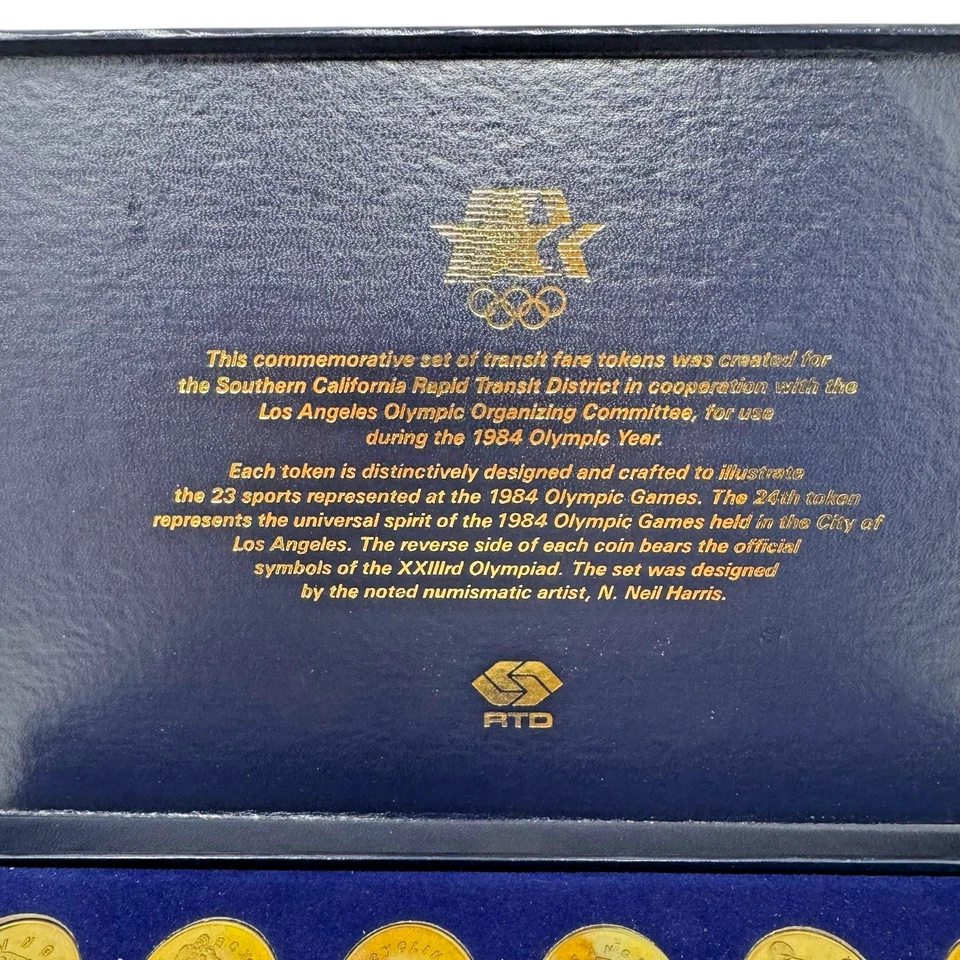 This commemorative set of transit fare tokens was created for
the Southern California Rapid Transit District in cooperation with the
Los Angeles Olympic Organizing Committee, for use
during the 1984 Olympic Year.
Each token is distinctively designed and crafted to illustrate
the 23 sports represented at the 1984 Olympic Games. The 24th token
represents the universal spirit of the 1984 Olympic Games held in the City of
Los Angeles. The reverse side of each coin bears the official
symbols of the XXIIIrd Olympiad. The set was designed
by the noted numismatic artist, N. Neil Harris.
RTD